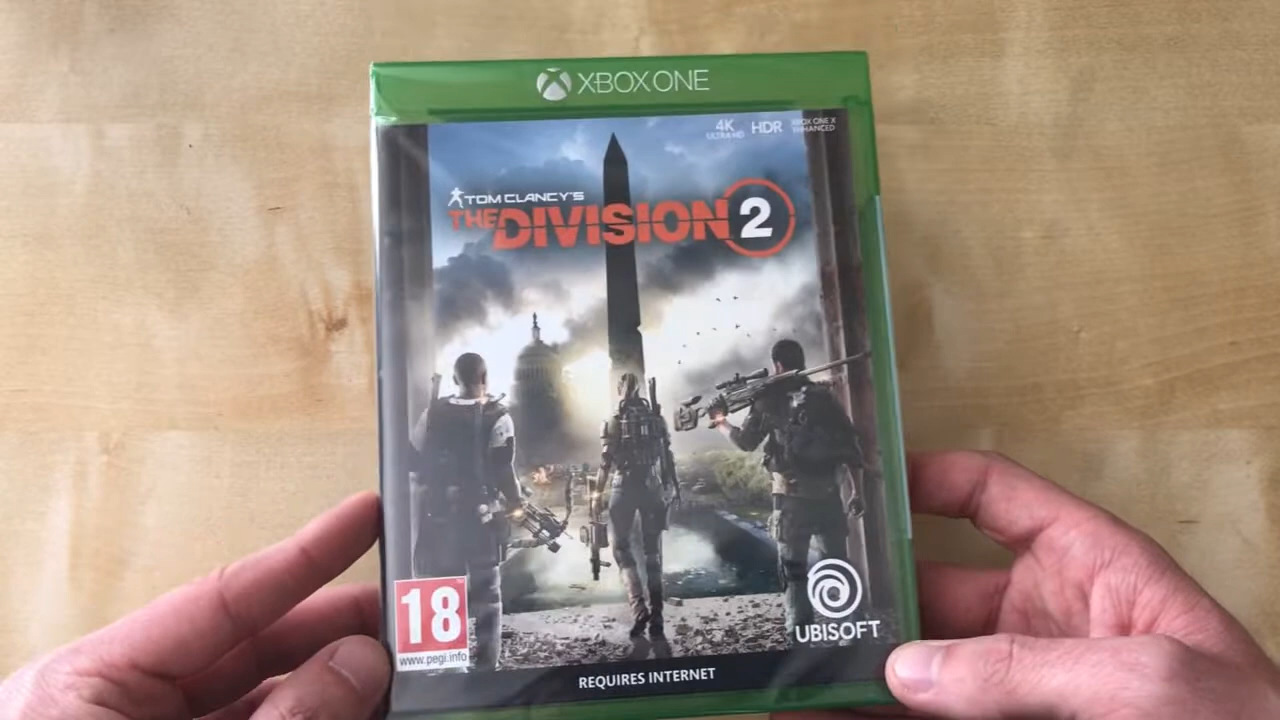 XBOX ONE
4K HDR XBOX ONE X
ULTRA HD ENHANCED
TOM CLANCY'S
THE DIVISION 2
18
www.pegi.info
UBISOFT
REQUIRES INTERNET